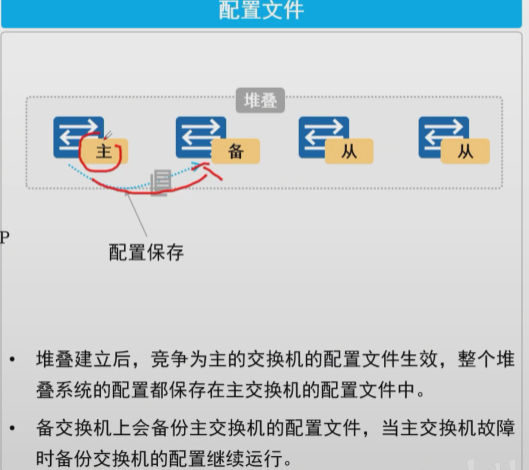 配置文件
堆叠
主
备
从
从
P
配置保存
• 堆叠建立后，竞争为主的交换机的配置文件生效，整个堆
叠系统的配置都保存在主交换机的配置文件中。
• 备交换机上会备份主交换机的配置文件，当主交换机故障
时备份交换机的配置继续运行。